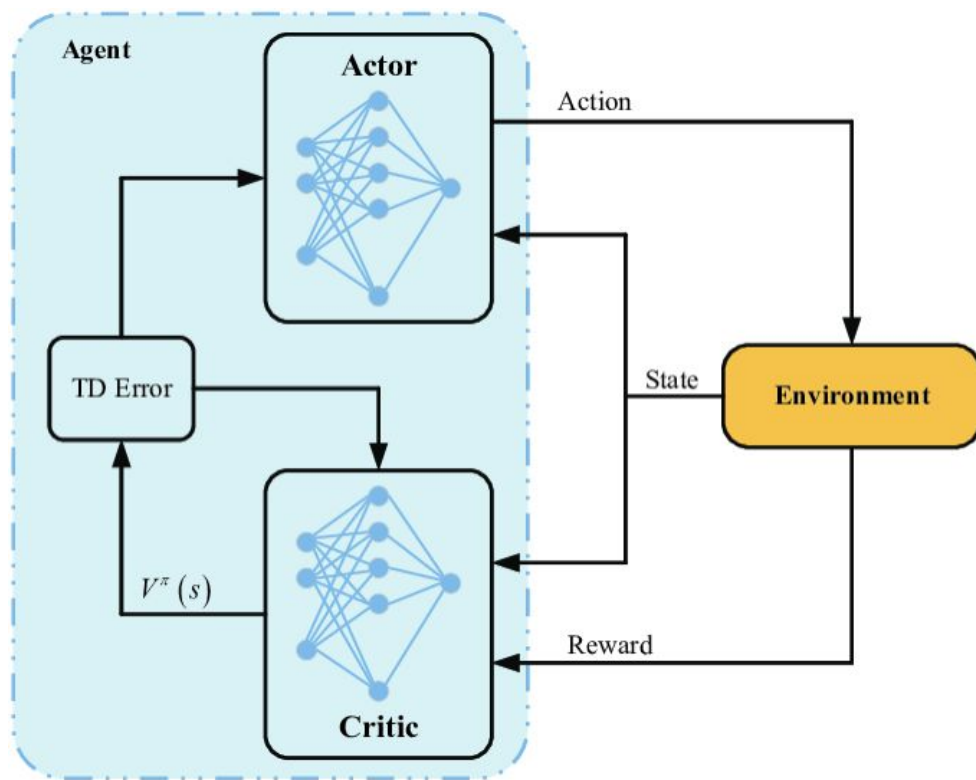 Agent
Actor
Action
State
Environment
TD Error
V^π (s)
Reward
Critic